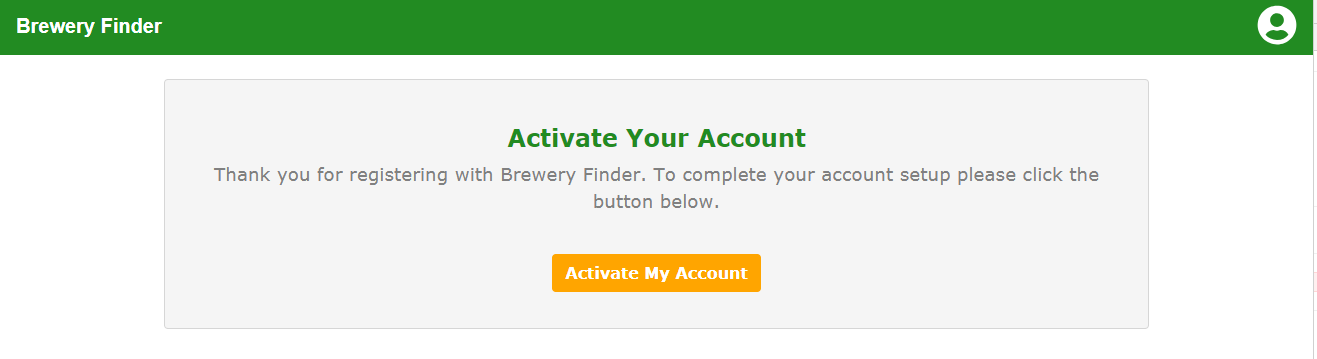 Brewery Finder
Activate Your Account
Thank you for registering with Brewery Finder. To complete your account setup please click the
button below.
Activate My Account